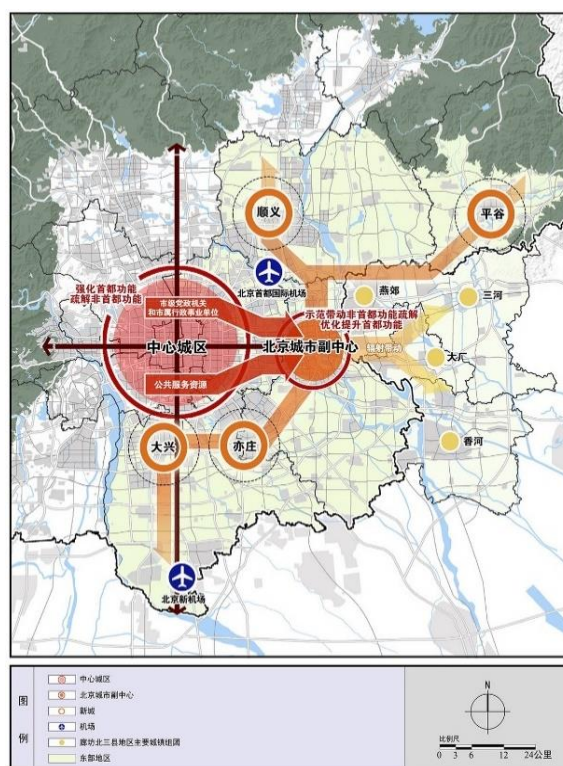 顺义
平谷
北京首都国际机场
燕郊
三河
强化首都功能
疏解非首都功能
市级党政机关
和市属行政事业单位
示范带动非首都功能疏解
优化提升首都功能
中心城区
北京城市副中心
辐射带动
大厂
公共服务资源
大兴
亦庄
香河
北京新机场
图例
中心城区
北京城市副中心
新城
机场
廊坊北三县地区主要城镇组团
东部地区
N
比例尺
0 3 6 12 24公里